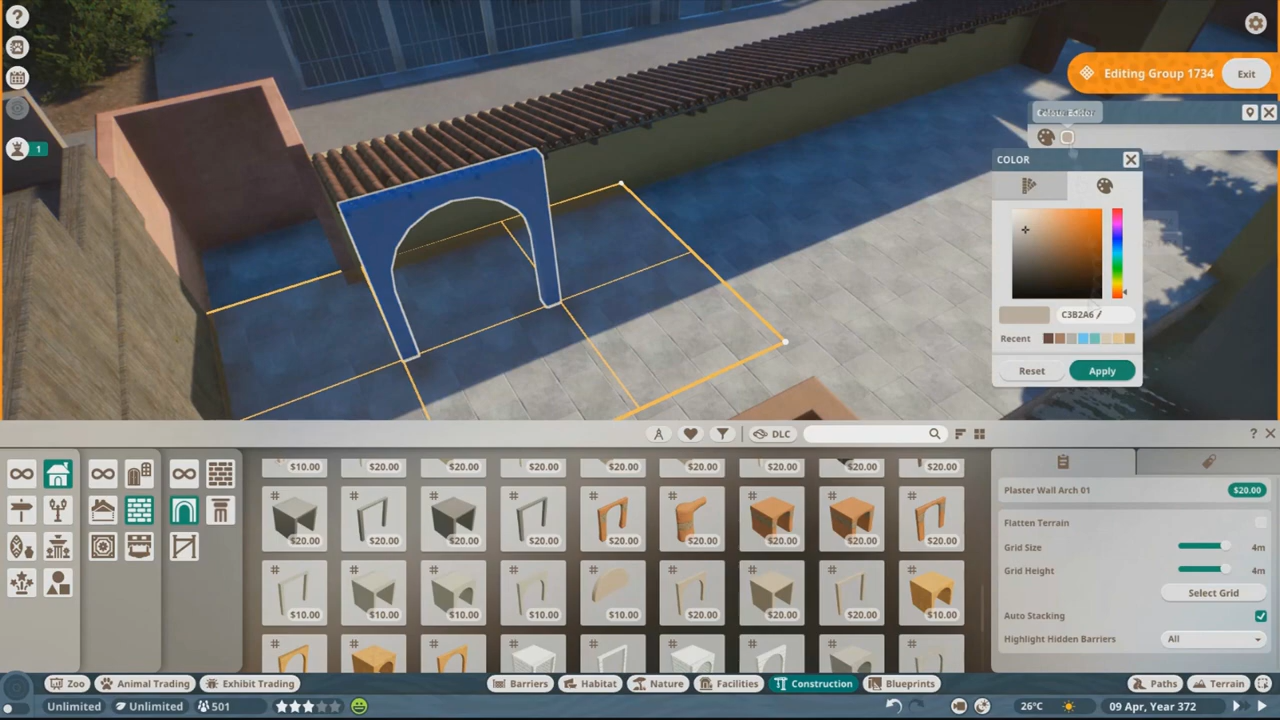 ?
Editing Group 1734
Exit
Colour Editor
1
COLOR
C3B2A6
Recent
Reset
Apply
DLC
?
$10.00 $20.00 $20.00 $20.00 $20.00 $20.00 $20.00 $20.00 $20.00
$20.00 $20.00 $20.00 $20.00 $20.00 $20.00 $20.00 $20.00 $20.00
$10.00 $10.00 $10.00 $10.00 $10.00 $20.00 $20.00 $20.00 $10.00
Plaster Wall Arch 01
$20.00
Flatten Terrain
Grid Size
4m
Grid Height
4m
Select Grid
Auto Stacking
Highlight Hidden Barriers
All
Zoo
Animal Trading
Exhibit Trading
Barriers
Habitat
Nature
Facilities
Construction
Blueprints
Paths
Terrain
Unlimited
Unlimited
501
26°C
09 Apr, Year 372